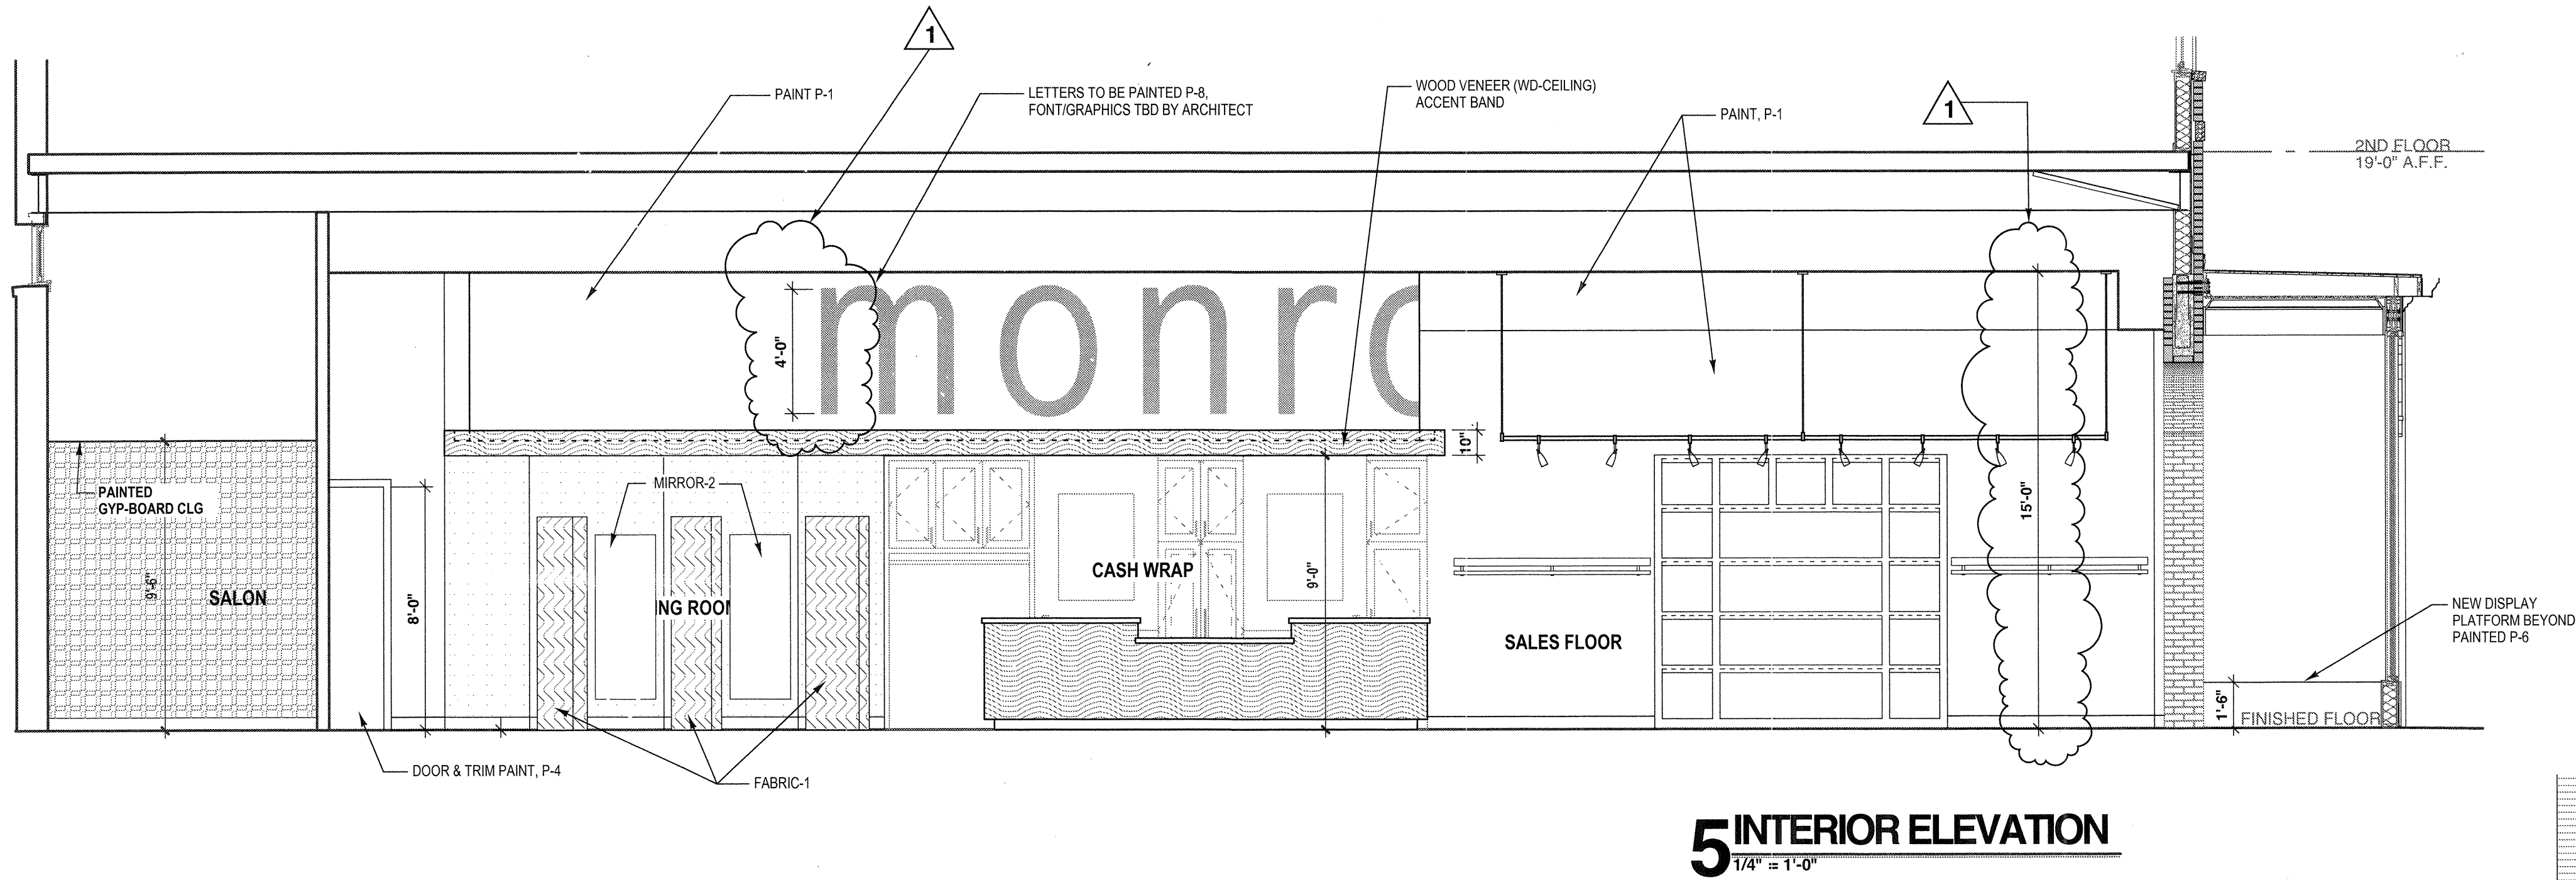 1
PAINT P-1
LETTERS TO BE PAINTED P-8,
FONT/GRAPHICS TBD BY ARCHITECT
WOOD VENEER (WD-CEILING)
ACCENT BAND
PAINT, P-1
1
2ND FLOOR
19'-0" A.F.F.
4'-0"
monro
10"
PAINTED
GYP-BOARD CLG
MIRROR-2
9'-6"
SALON
8'-0"
ING ROOM
CASH WRAP
9'-0"
SALES FLOOR
15'-0"
NEW DISPLAY
PLATFORM BEYOND
PAINTED P-6
1'-6"
FINISHED FLOOR
DOOR & TRIM PAINT, P-4
FABRIC-1
5 INTERIOR ELEVATION
1/4" = 1'-0"